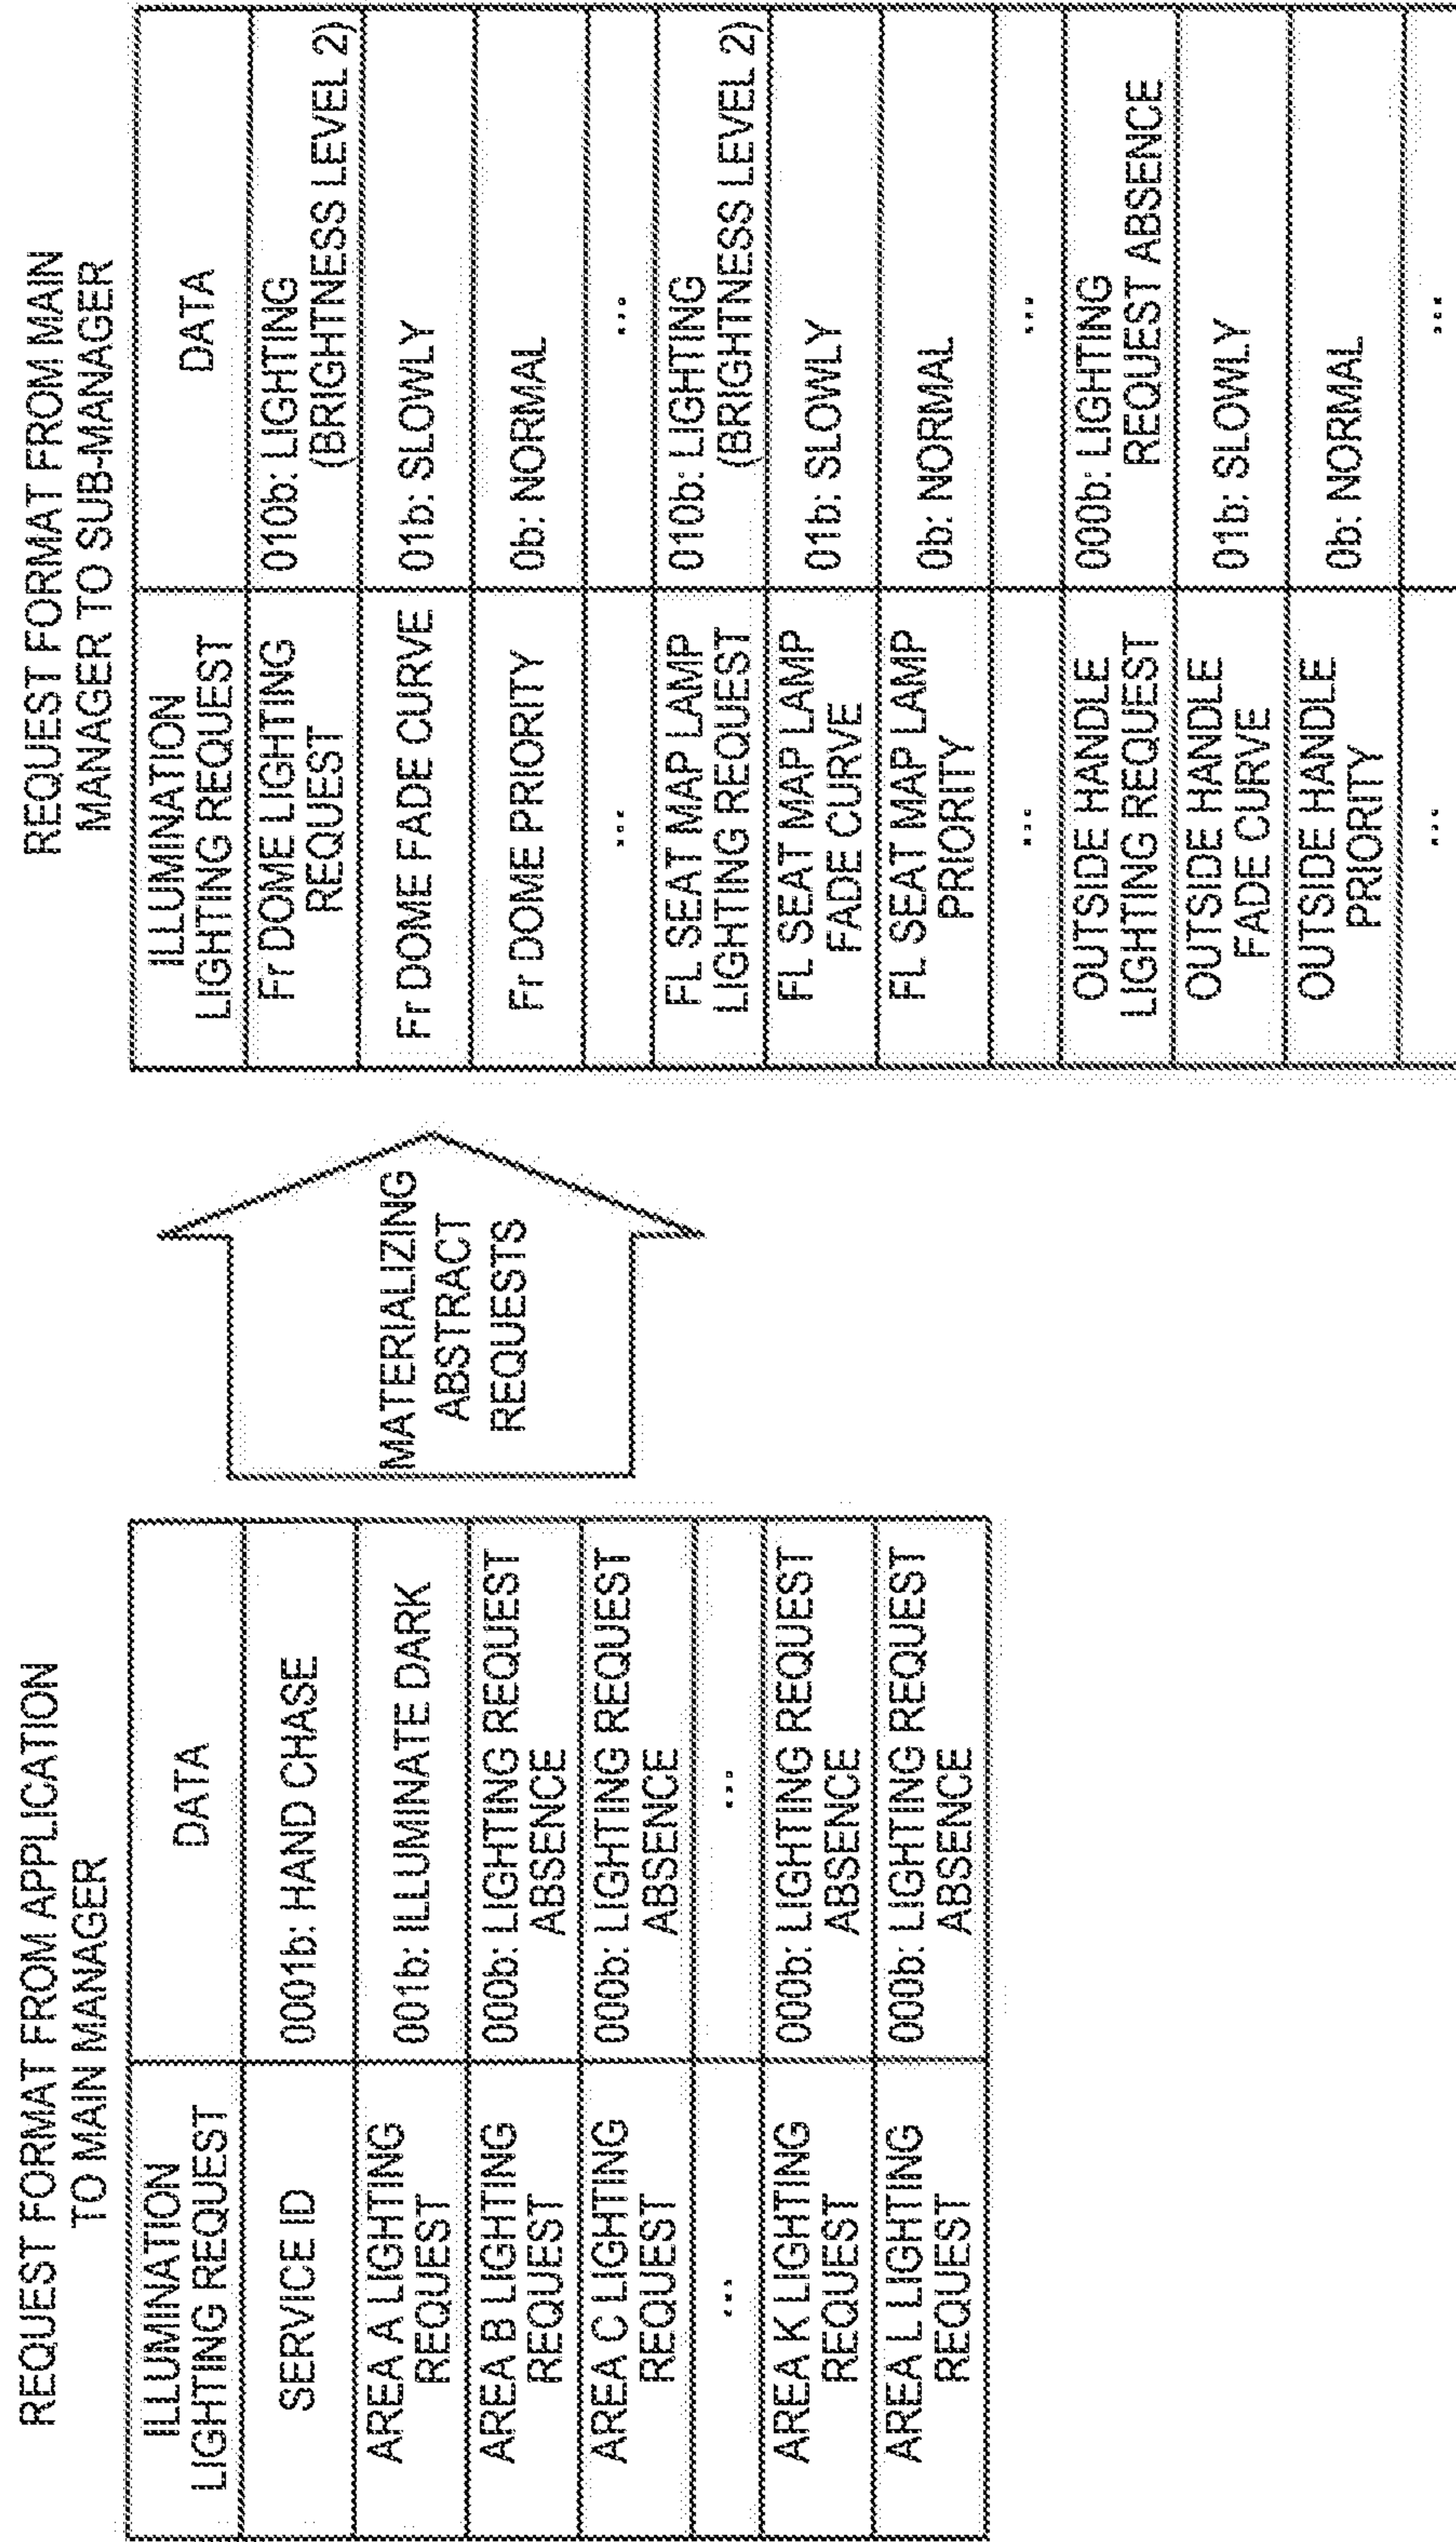 REQUEST FORMAT FROM APPLICATION
TO MAIN MANAGER
ILLUMINATION
LIGHTING REQUEST
DATA
SERVICE ID
0001b: HAND CHASE
AREA A LIGHTING
REQUEST
001b: ILLUMINATE DARK
AREA B LIGHTING
REQUEST
000b: LIGHTING REQUEST
ABSENCE
AREA C LIGHTING
REQUEST
000b: LIGHTING REQUEST
ABSENCE
...
...
AREA K LIGHTING
REQUEST
000b: LIGHTING REQUEST
ABSENCE
AREA L LIGHTING
REQUEST
000b: LIGHTING REQUEST
ABSENCE
MATERIALIZING
ABSTRACT
REQUESTS
REQUEST FORMAT FROM MAIN
MANAGER TO SUB-MANAGER
ILLUMINATION
LIGHTING REQUEST
DATA
Fr DOME LIGHTING
REQUEST
010b: LIGHTING
(BRIGHTNESS LEVEL 2)
Fr DOME FADE CURVE
01b: SLOWLY
Fr DOME PRIORITY
0b: NORMAL
...
...
FL SEAT MAP LAMP
LIGHTING REQUEST
010b: LIGHTING
(BRIGHTNESS LEVEL 2)
FL SEAT MAP LAMP
FADE CURVE
01b: SLOWLY
FL SEAT MAP LAMP
PRIORITY
0b: NORMAL
...
...
OUTSIDE HANDLE
LIGHTING REQUEST
000b: LIGHTING
REQUEST ABSENCE
OUTSIDE HANDLE
FADE CURVE
01b: SLOWLY
OUTSIDE HANDLE
PRIORITY
0b: NORMAL
...
...